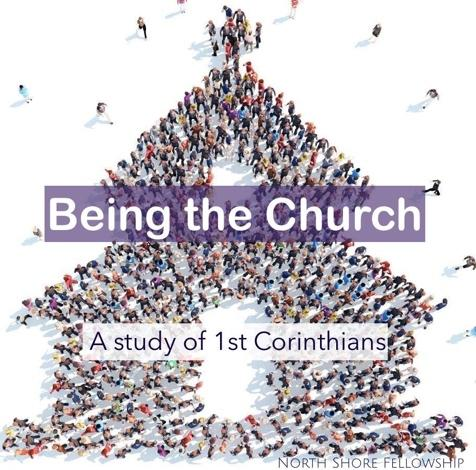 Being the Church
A study of 1st Corinthians
North Shore Fellowship